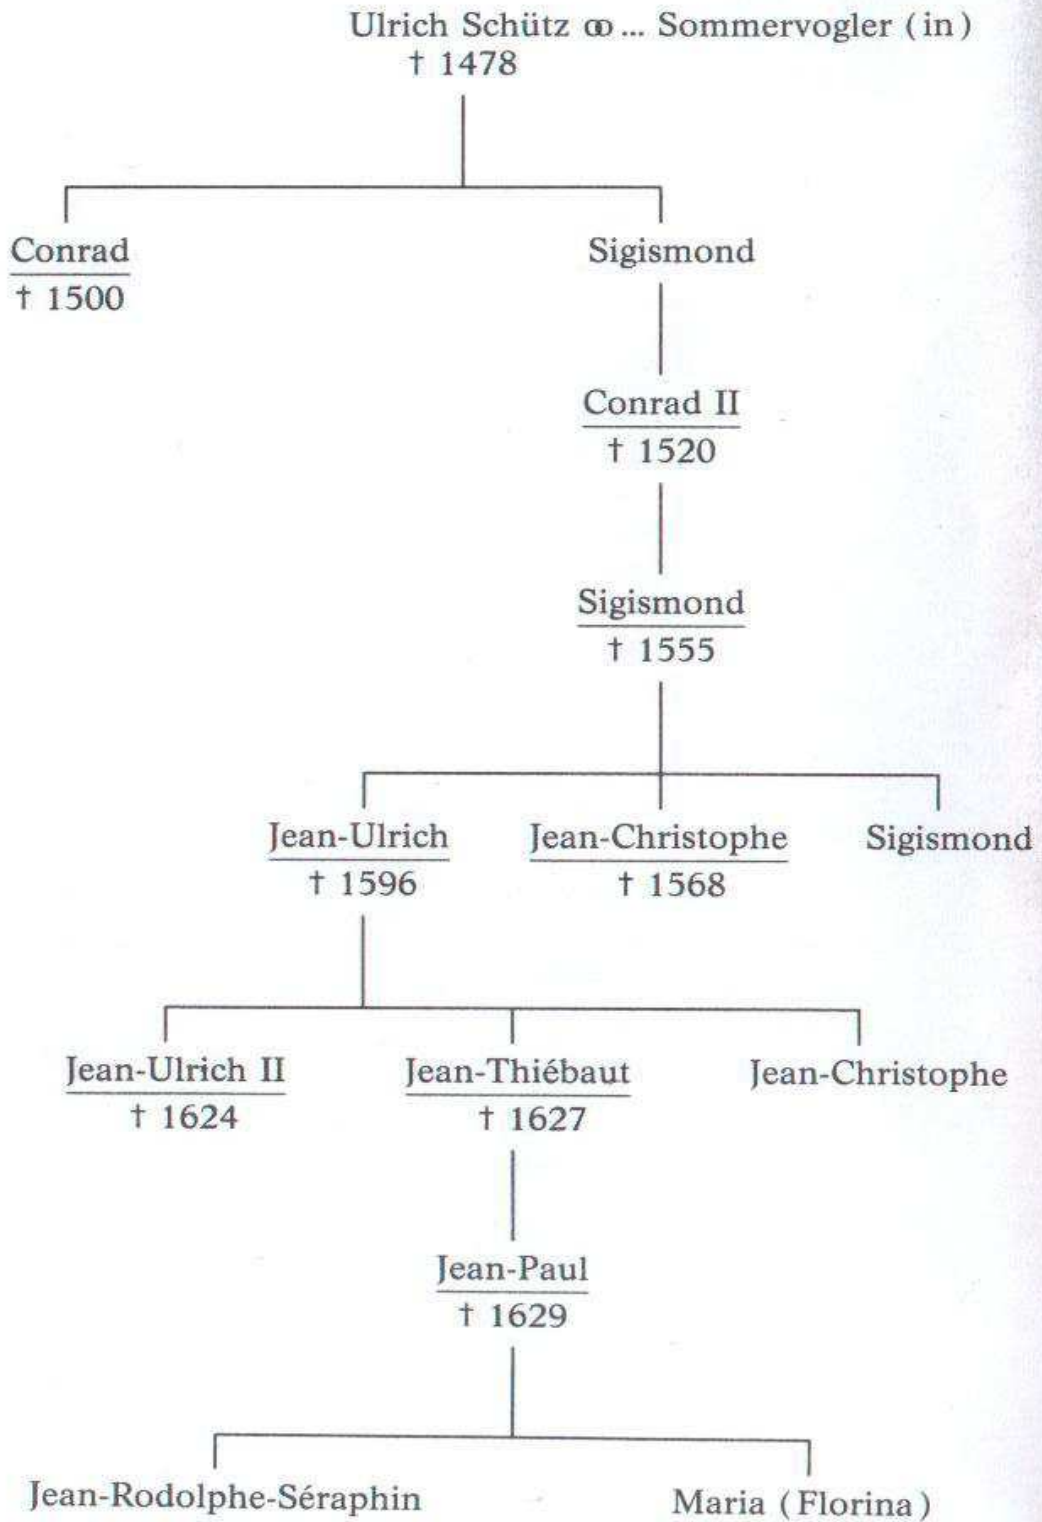 Ulrich Schütz ⚭ ... Sommervogler (in)
† 1478
Conrad
† 1500
Sigismond
Conrad II
† 1520
Sigismond
† 1555
Jean-Ulrich
† 1596
Jean-Christophe
† 1568
Sigismond
Jean-Ulrich II
† 1624
Jean-Thiébaut
† 1627
Jean-Christophe
Jean-Paul
† 1629
Jean-Rodolphe-Séraphin
Maria (Florina)